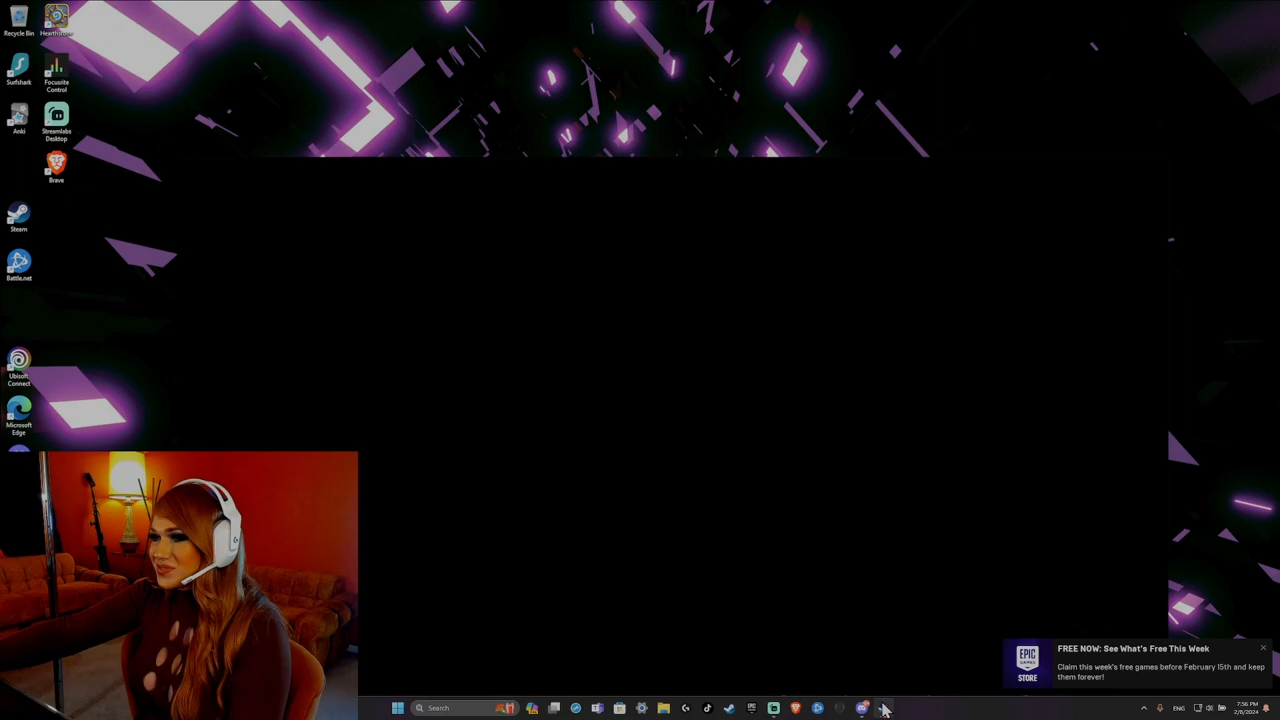 Recycle Bin
Hearthstone
Surfshark
Focusrite
Control
Anki
Streamlabs
Desktop
Brave
Steam
Battle.net
Ubisoft
Connect
Microsoft
Edge
EPIC
GAMES
STORE
FREE NOW: See What's Free This Week
Claim this week's free games before February 15th and keep
them forever!
Search
ENG
7:36 PM
2/8/2024